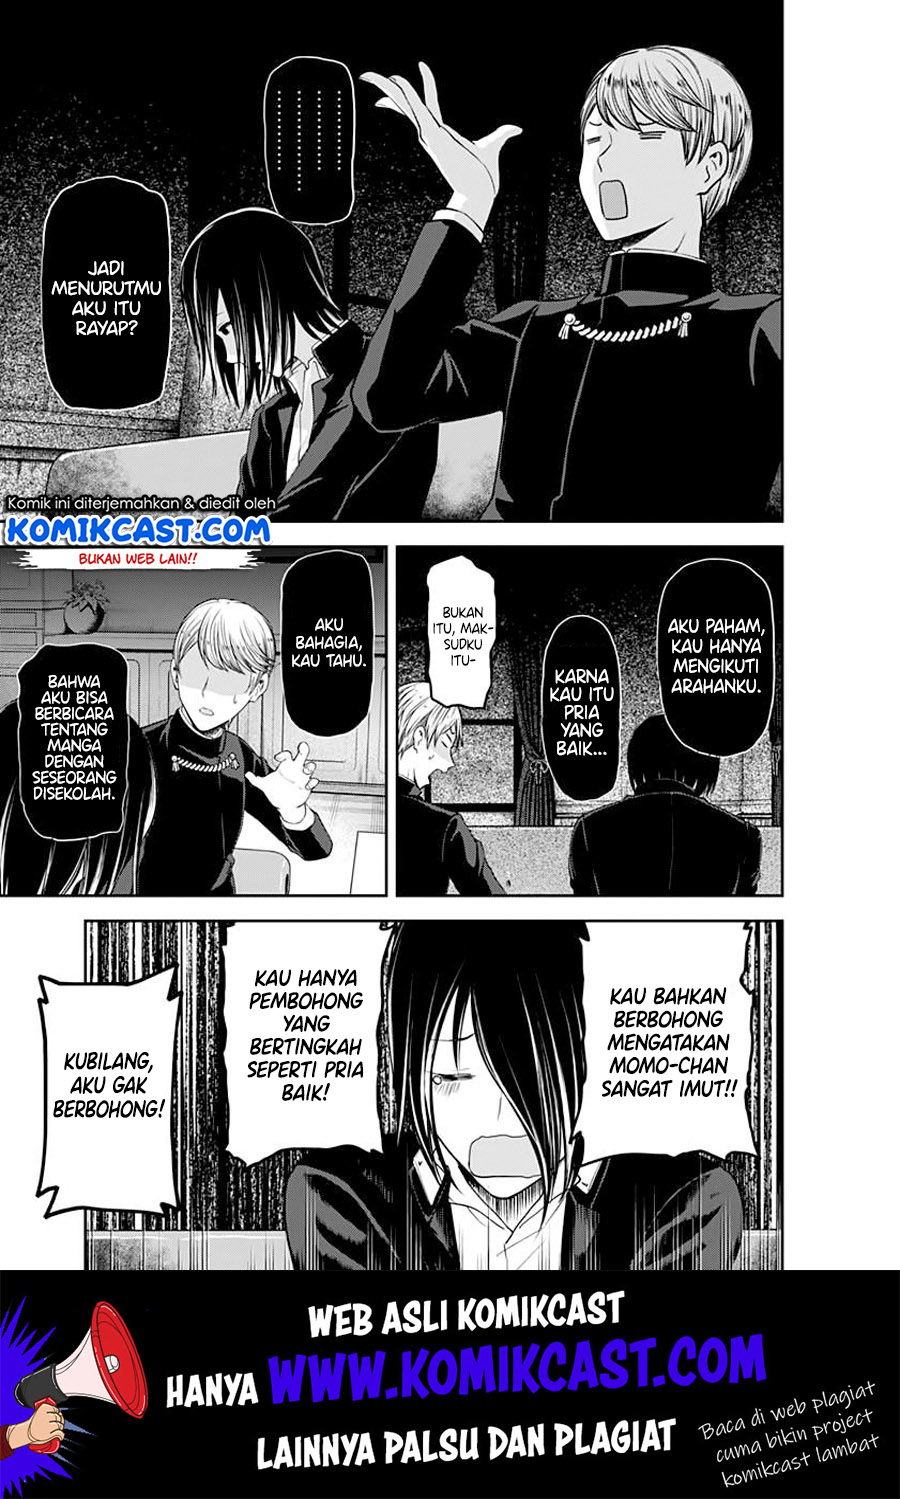 JADI
MENURUTMU
AKU ITU
RAYAP?
Komik ini diterjemahkan & diedit oleh
KOMIKCAST.COM
BUKAN WEB LAIN!!
AKU PAHAM,
KAU HANYA
MENGIKUTI
ARAHANKU.
KARNA
KAU ITU
PRIA
YANG
BAIK...
BUKAN
ITU, MAK-
SUDKU
ITU-
AKU
BAHAGIA,
KAU TAHU.
BAHWA
AKU BISA
BERBICARA
TENTANG
MANGA
DENGAN
SESEORANG
DISEKOLAH.
KAU BAHKAN
BERBOHONG
MENGATAKAN
MOMO-CHAN
SANGAT IMUT!!
KAU HANYA
PEMBOHONG
YANG
BERTINGKAH
SEPERTI PRIA
BAIK!
KUBILANG,
AKU GAK
BERBOHONG!
WEB ASLI KOMIKCAST
HANYA WWW.KOMIKCAST.COM
LAINNYA PALSU DAN PLAGIAT
Baca di web plagiat
cuma bikin project
komikcast lambat